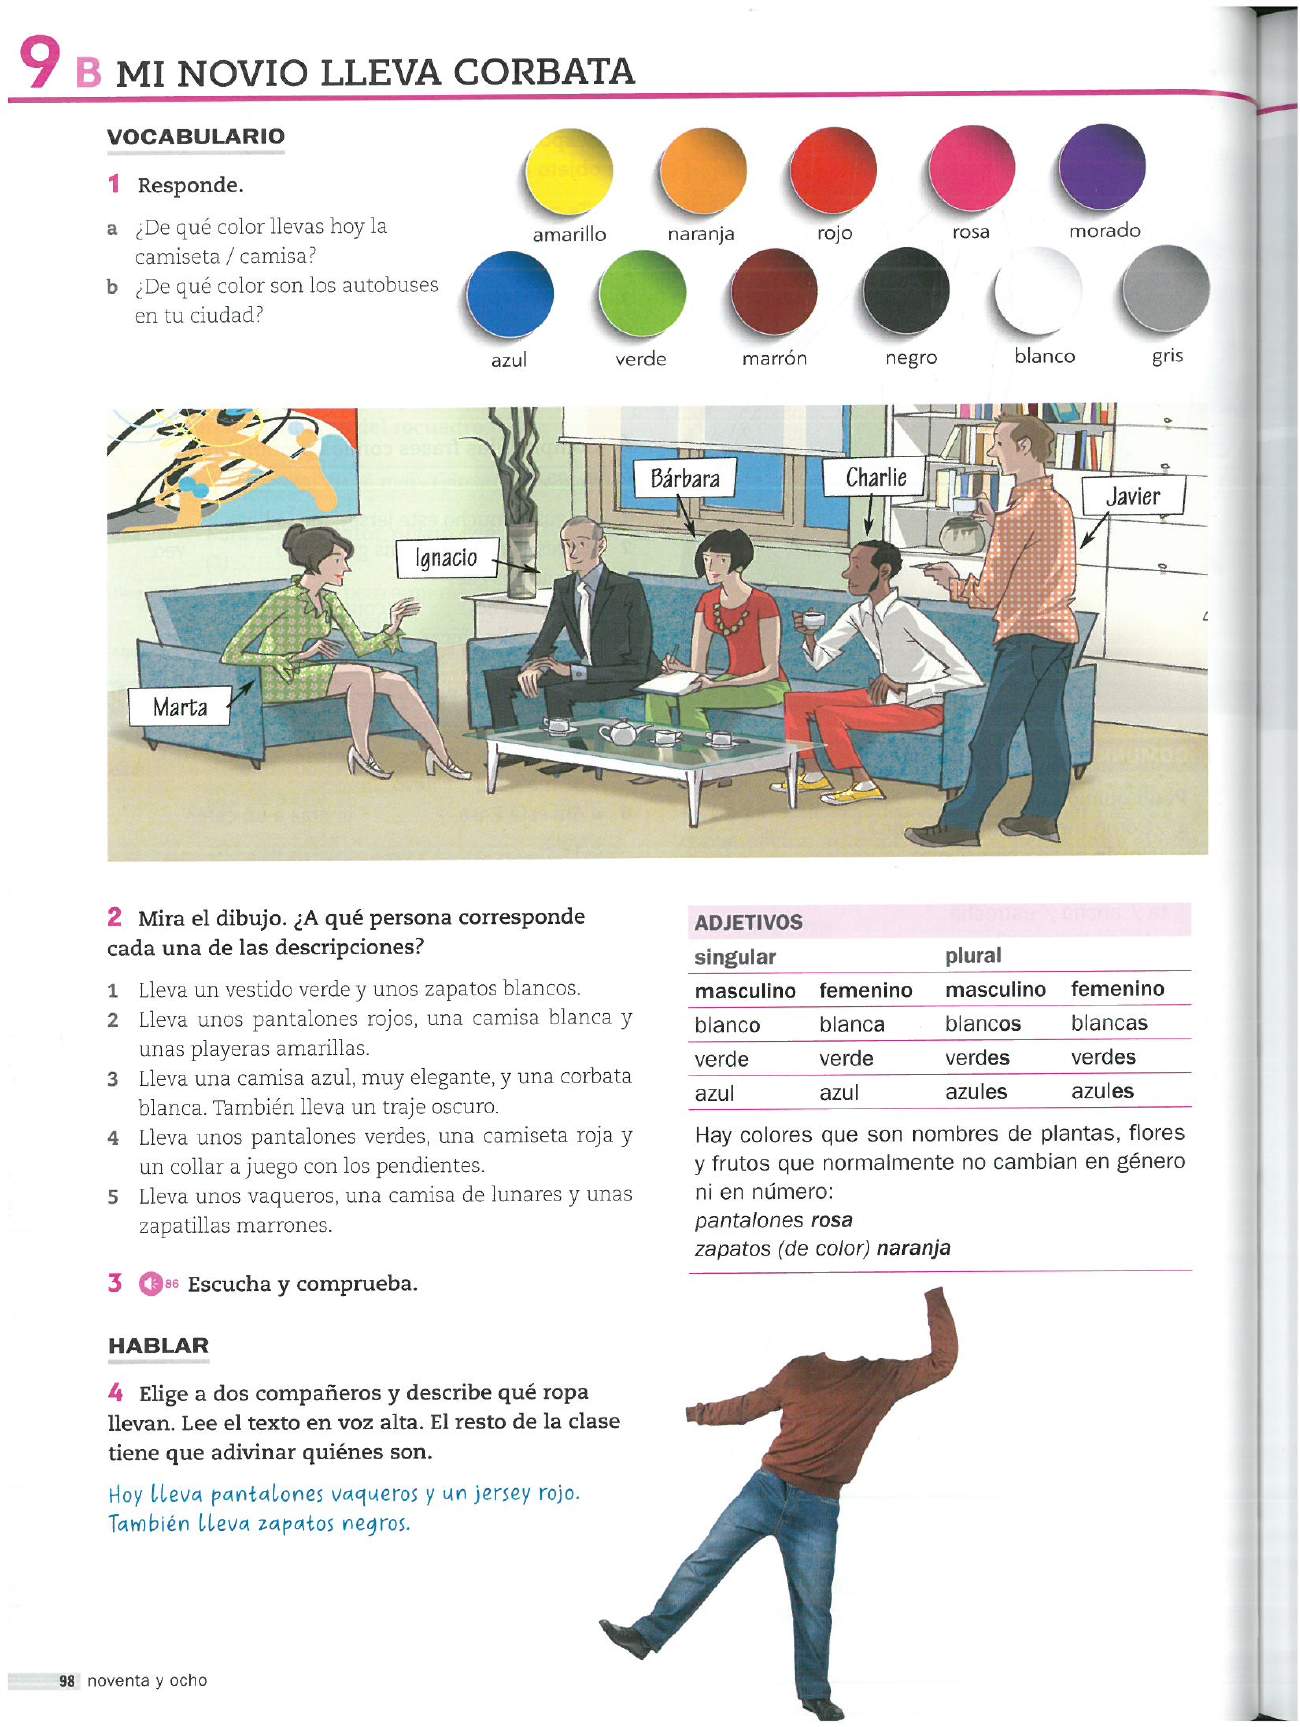 9 B MI NOVIO LLEVA CORBATA
VOCABULARIO
1 Responde.
a ¿De qué color llevas hoy la
camiseta / camisa?
b ¿De qué color son los autobuses
en tu ciudad?
amarillo naranja rojo rosa morado
azul verde marrón negro blanco gris
Bárbara
Charlie
Javier
Ignacio
Marta
2 Mira el dibujo. ¿A qué persona corresponde
cada una de las descripciones?
1 Lleva un vestido verde y unos zapatos blancos.
2 Lleva unos pantalones rojos, una camisa blanca y
unas playeras amarillas.
3 Lleva una camisa azul, muy elegante, y una corbata
blanca. También lleva un traje oscuro.
4 Lleva unos pantalones verdes, una camiseta roja y
un collar a juego con los pendientes.
5 Lleva unos vaqueros, una camisa de lunares y unas
zapatillas marrones.
3 86 Escucha y comprueba.
HABLAR
4 Elige a dos compañeros y describe qué ropa
llevan. Lee el texto en voz alta. El resto de la clase
tiene que adivinar quiénes son.
Hoy lleva pantalones vaqueros y un jersey rojo.
También lleva zapatos negros.
ADJETIVOS
singular plural
masculino femenino masculino femenino
blanco blanca blancos blancas
verde verde verdes verdes
azul azul azules azules
Hay colores que son nombres de plantas, flores
y frutos que normalmente no cambian en género
ni en número:
pantalones rosa
zapatos (de color) naranja
98 noventa y ocho